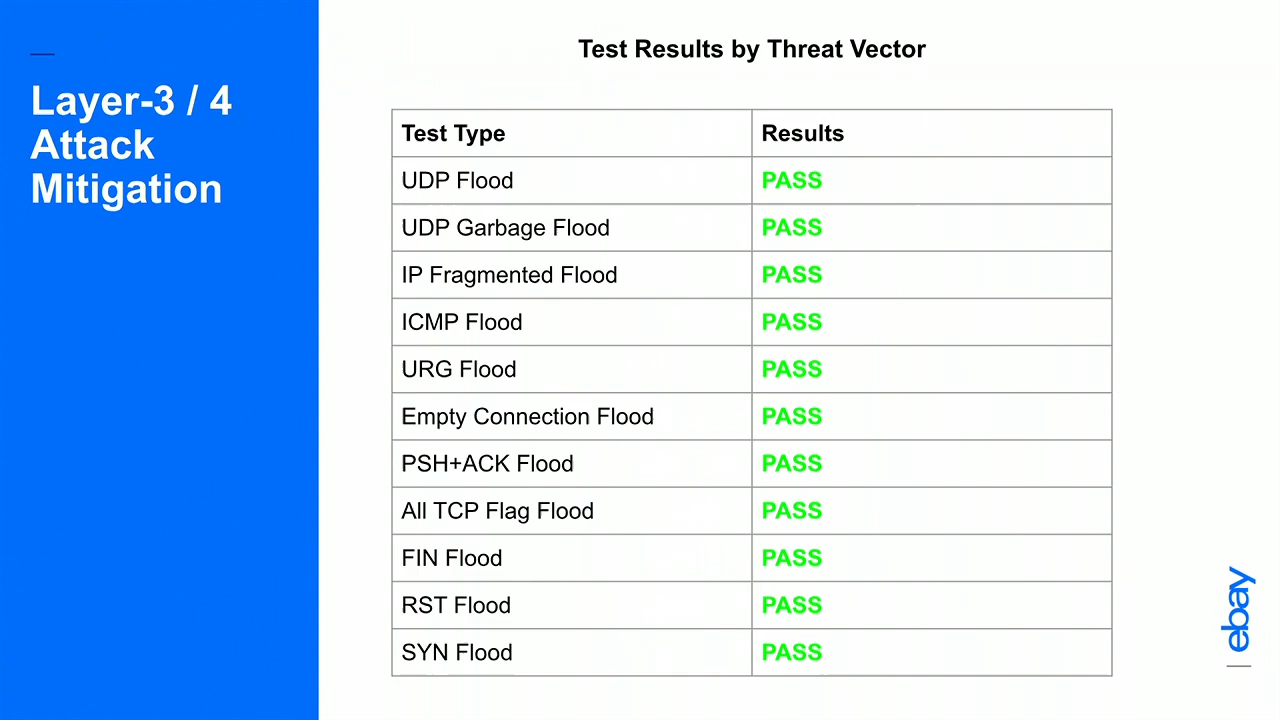 Layer-3 / 4
Attack
Mitigation
Test Results by Threat Vector
Test Type Results
UDP Flood PASS
UDP Garbage Flood PASS
IP Fragmented Flood PASS
ICMP Flood PASS
URG Flood PASS
Empty Connection Flood PASS
PSH+ACK Flood PASS
All TCP Flag Flood PASS
FIN Flood PASS
RST Flood PASS
SYN Flood PASS
ebay